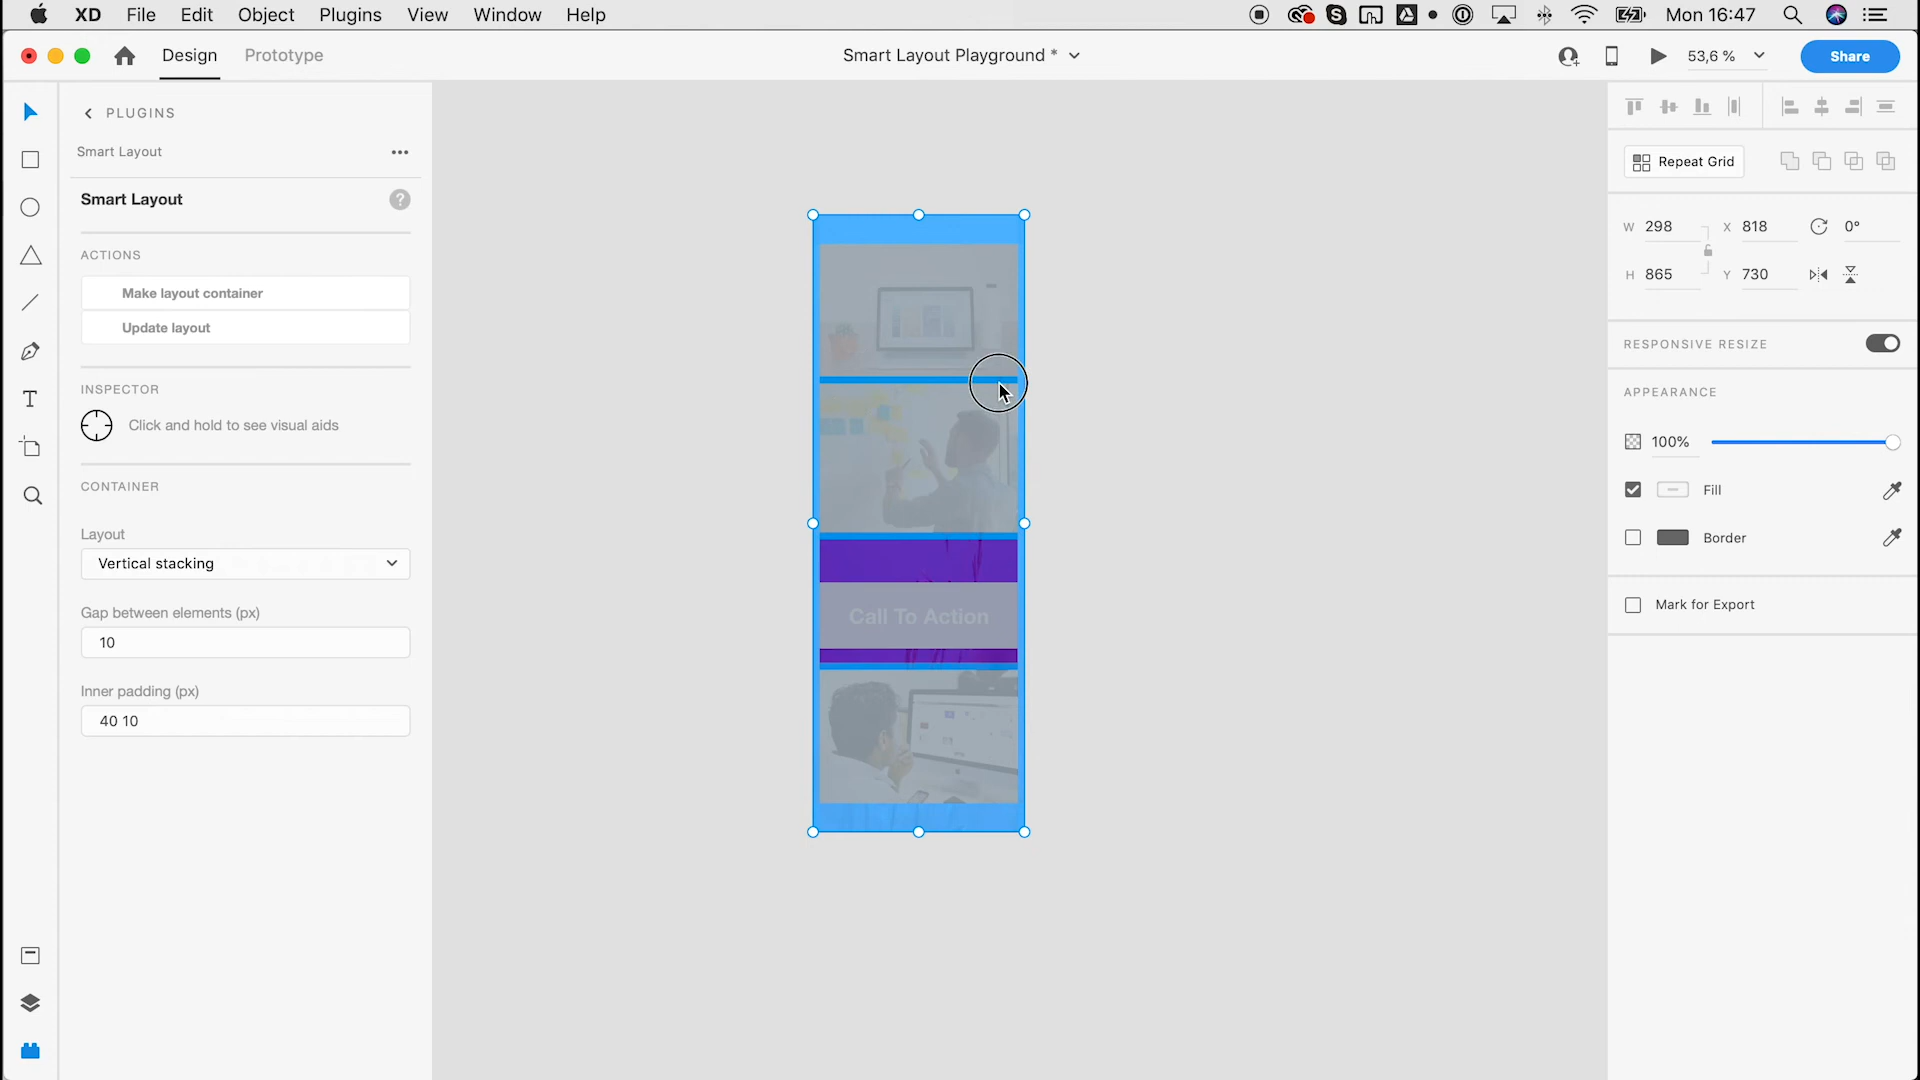 XD File Edit Object Plugins View Window Help Mon 16:47
Design Prototype Smart Layout Playground * 53,6 % Share
PLUGINS
Smart Layout
Smart Layout ?
ACTIONS
Make layout container
Update layout
INSPECTOR
Click and hold to see visual aids
CONTAINER
Layout
Vertical stacking
Gap between elements (px)
10
Inner padding (px)
40 10
Call To Action
Repeat Grid
W 298 X 818 0°
H 865 Y 730
RESPONSIVE RESIZE
APPEARANCE
100%
Fill
Border
Mark for Export